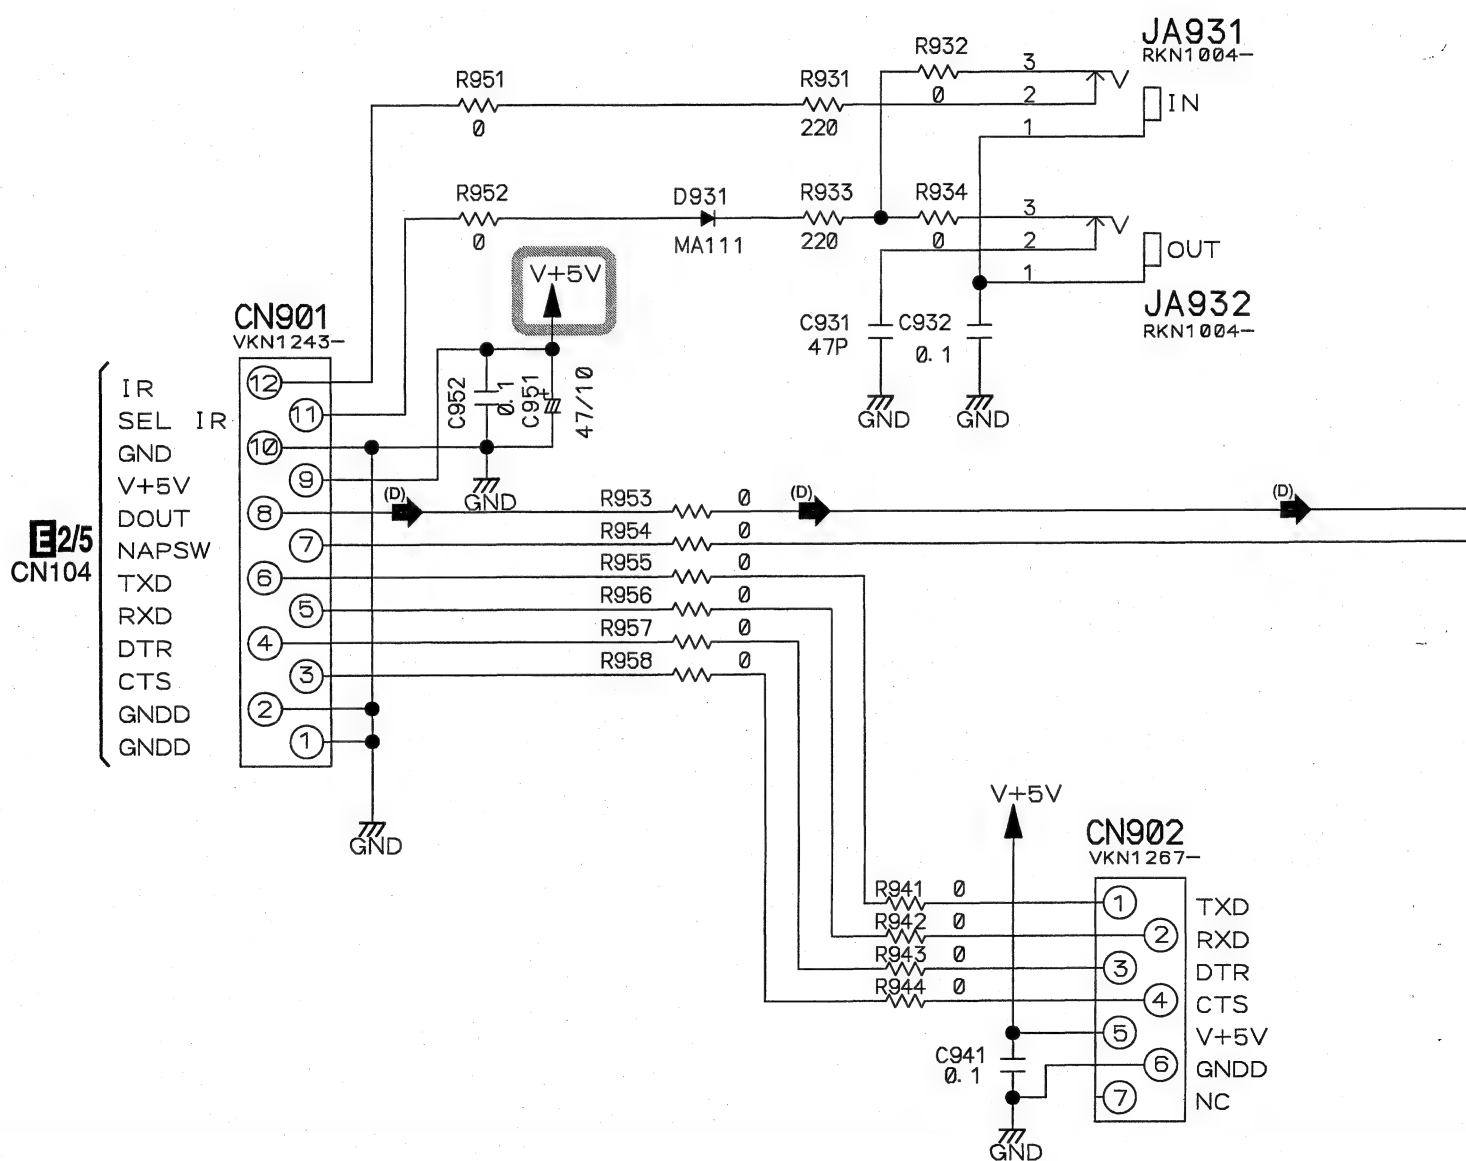 JA931
RKN1004-
R932
0
3
2
1
IN
R951
0
R931
220
R952
0
D931
MA111
R933
220
R934
0
3
2
1
OUT
JA932
RKN1004-
V+5V
C931
47P
C932
0.1
GND
GND
CN901
VKN1243-
C952
0.1
C951
+
47/10
GND
IR
12
SEL IR
11
GND
10
V+5V
9
DOUT
8
NAPSW
7
TXD
6
RXD
5
DTR
4
CTS
3
GNDD
2
GNDD
1
E2/5
CN104
(D)
(D)
(D)
R953
0
R954
0
R955
0
R956
0
R957
0
R958
0
GND
V+5V
CN902
VKN1267-
R941
0
1
TXD
R942
0
2
RXD
R943
0
3
DTR
R944
0
4
CTS
5
V+5V
C941
0.1
6
GNDD
7
NC
GND